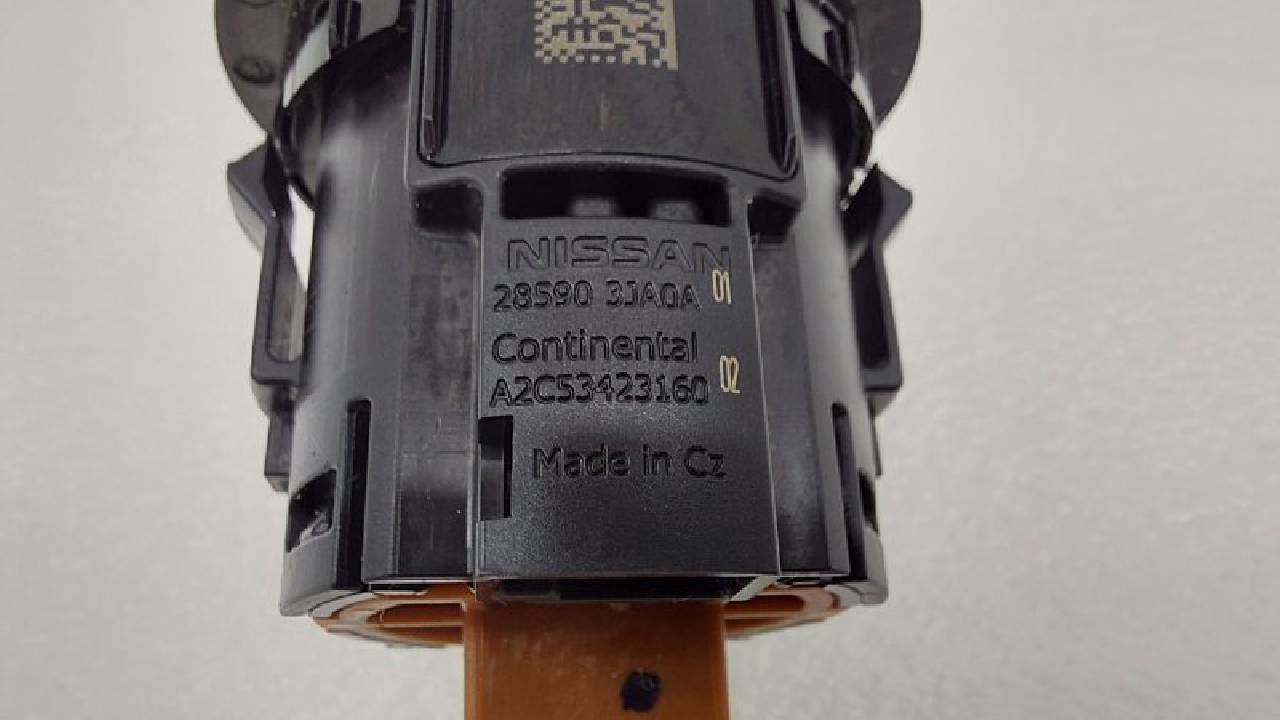 NISSAN
28590 3JA0A 01
Continental
A2C53423160 02
Made in Cz